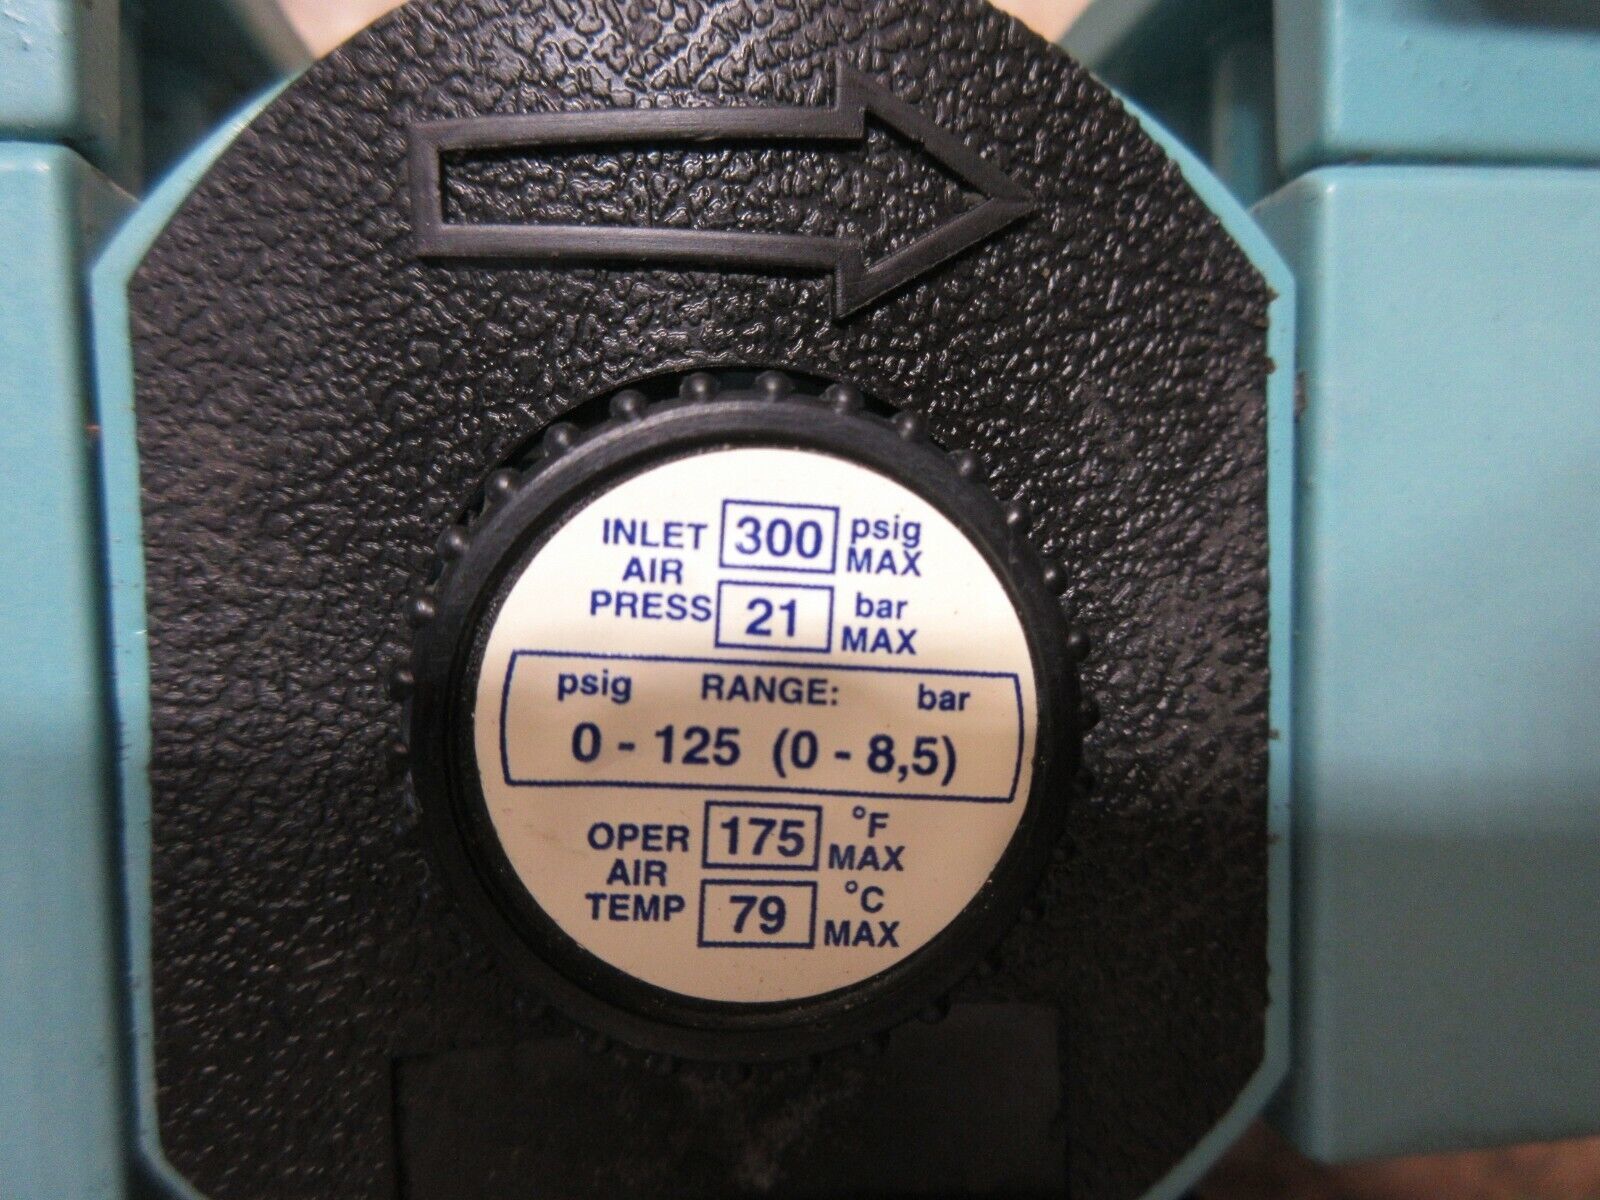 INLET 300 psig
AIR MAX
PRESS 21 bar
MAX
psig RANGE: bar
0 - 125 (0 - 8,5)
OPER 175 °F
AIR MAX
TEMP 79 °C
MAX